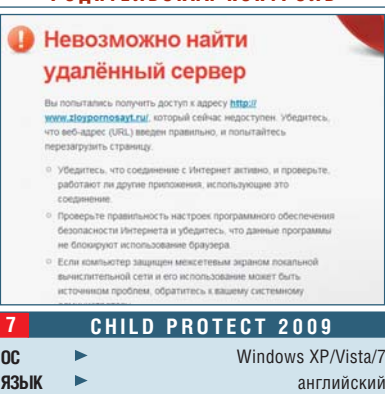 РОДИТЕЛЬСКИЙ КОНТРОЛЬ
Невозможно найти
удалённый сервер
Вы попытались получить доступ к адресу http://
www.zloypornosayt.ru/, который сейчас недоступен. Убедитесь,
что веб-адрес (URL) введен правильно, и попытайтесь
перезагрузить страницу.
Убедитесь, что соединение с Интернет активно, и проверьте,
работают ли другие приложения, использующие это
соединение.
Проверьте правильность настроек программного обеспечения
безопасности Интернета и убедитесь, что данные программы
не блокируют использование браузера.
Если компьютер защищен межсетевым экраном локальной
вычислительной сети и его использование может быть
источником проблем, обратитесь к вашему системному
7 CHILD PROTECT 2009
ОС Windows XP/Vista/7
ЯЗЫК английский